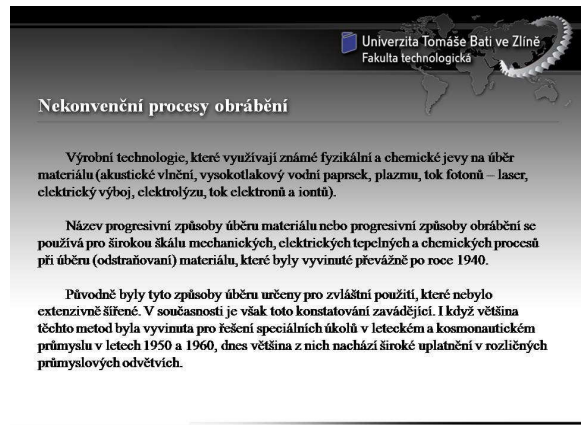 Univerzita Tomáše Bati ve Zlíně
Fakulta technologická
Nekonvenční procesy obrábění
Výrobní technologie, které využívají známé fyzikální a chemické jevy na úběr
materiálu (akustické vlnění, vysokotlakový vodní paprsek, plazmu, tok fotonů – laser,
elektrický výboj, elektrolýzu, tok elektronů a iontů).
Název progresivní způsoby úběru materiálu nebo progresivní způsoby obrábění se
používá pro širokou škálu mechanických, elektrických tepelných a chemických procesů
při úběru (odstraňovaní) materiálu, které byly vyvinuté převážně po roce 1940.
Původně byly tyto způsoby úběru určeny pro zvláštní použití, které nebylo
extenzivně šířené. V současnosti je však toto konstatování zavádějící. I když většina
těchto metod byla vyvinuta pro řešení speciálních úkolů v leteckém a kosmonautickém
průmyslu v letech 1950 a 1960, dnes většina z nich nachází široké uplatnění v rozličných
průmyslových odvětvích.